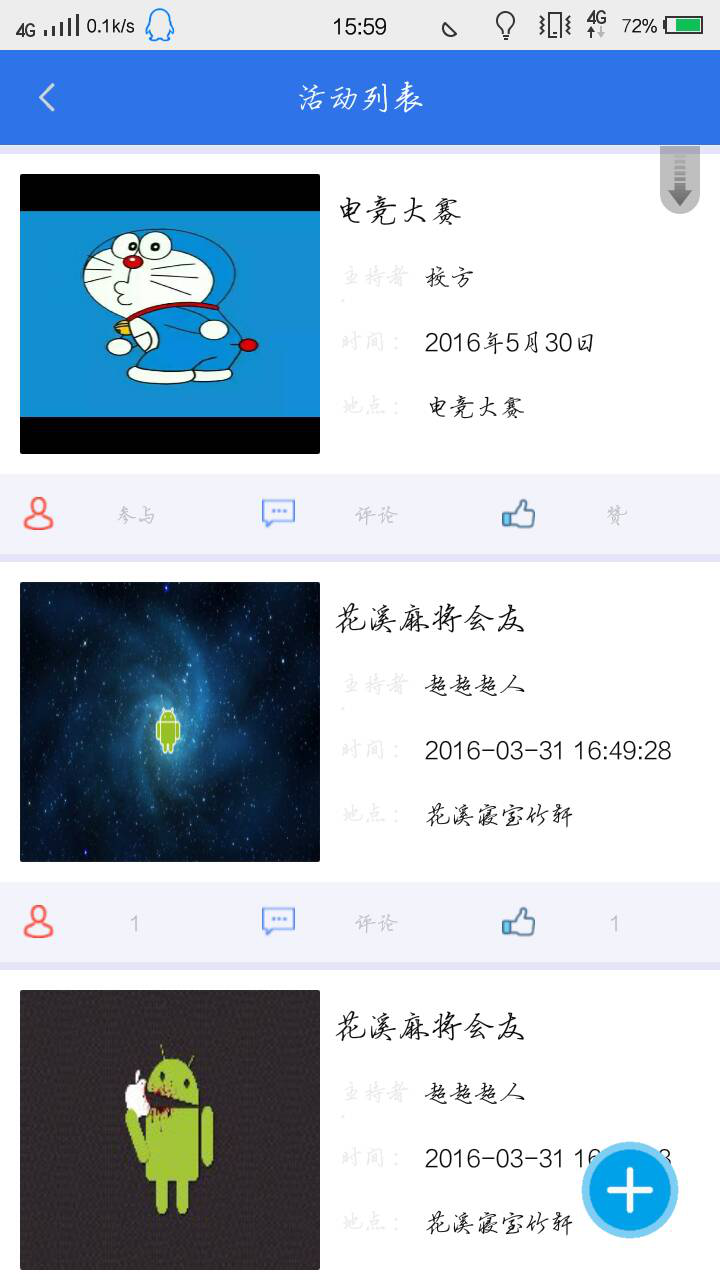 4G 0.1k/s 15:59 4G 72%
活动列表
电竞大赛
主持者
: 校方
时间： 2016年5月30日
地点： 电竞大赛
参与 评论 赞
花溪麻将会友
主持者
: 超超超人
时间： 2016-03-31 16:49:28
地点： 花溪寝宝竹轩
1 评论 1
花溪麻将会友
主持者
: 超超超人
时间： 2016-03-31 16
地点： 花溪寝宝竹轩